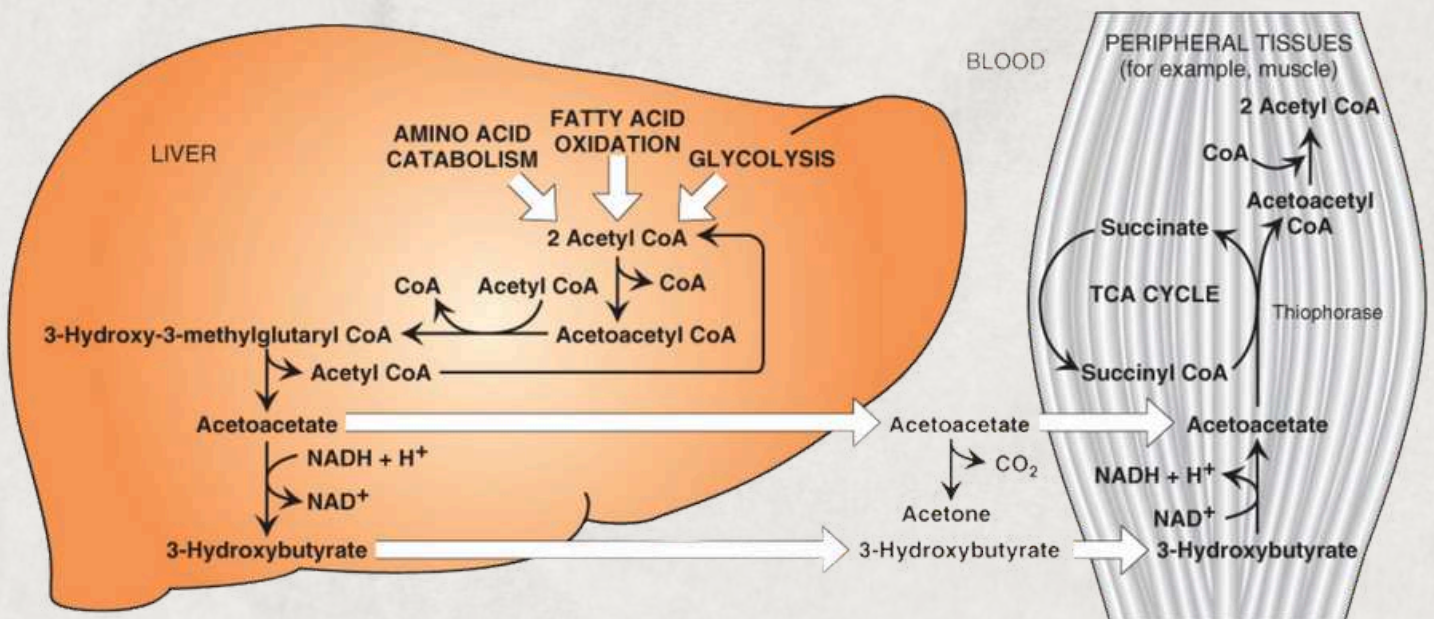 LIVER
AMINO ACID
CATABOLISM
FATTY ACID
OXIDATION
GLYCOLYSIS
2 Acetyl CoA
CoA
Acetyl CoA
CoA
3-Hydroxy-3-methylglutaryl CoA
Acetoacetyl CoA
Acetyl CoA
Acetoacetate
NADH + H⁺
NAD⁺
3-Hydroxybutyrate
BLOOD
Acetoacetate
CO₂
Acetone
3-Hydroxybutyrate
PERIPHERAL TISSUES
(for example, muscle)
2 Acetyl CoA
CoA
Acetoacetyl
CoA
Succinate
TCA CYCLE
Thiophorase
Succinyl CoA
Acetoacetate
NADH + H⁺
NAD⁺
3-Hydroxybutyrate